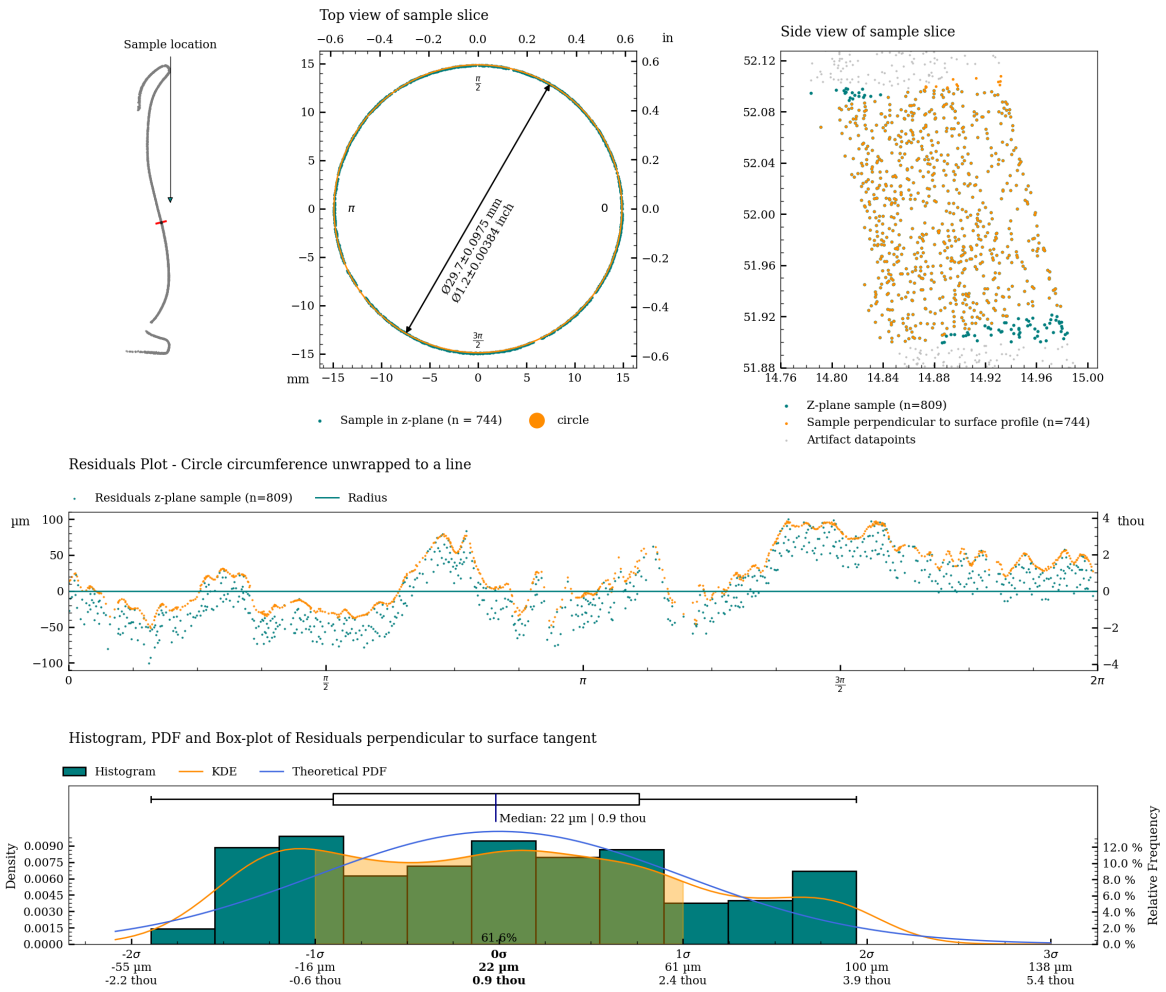 Sample location
Top view of sample slice
−0.6 −0.4 −0.2 0.0 0.2 0.4 0.6 in
15
10
5
0
−5
−10
−15
0.6
0.4
0.2
0.0
−0.2
−0.4
−0.6
π/2
π
0
3π/2
Ø29.7±0.0975 mm
Ø1.2±0.00384 inch
mm −15 −10 −5 0 5 10 15
Sample in z-plane (n = 744) circle
Side view of sample slice
52.12
52.08
52.04
52.00
51.96
51.92
51.88
14.76 14.80 14.84 14.88 14.92 14.96 15.00
Z-plane sample (n=809)
Sample perpendicular to surface profile (n=744)
Artifact datapoints
Residuals Plot - Circle circumference unwrapped to a line
Residuals z-plane sample (n=809) Radius
µm
100
50
0
−50
−100
thou
4
2
0
−2
−4
0 π/2 π 3π/2 2π
Histogram, PDF and Box-plot of Residuals perpendicular to surface tangent
Histogram KDE Theoretical PDF
Median: 22 µm | 0.9 thou
Density
0.0090
0.0075
0.0060
0.0045
0.0030
0.0015
0.0000
Relative Frequency
12.0 %
10.0 %
8.0 %
6.0 %
4.0 %
2.0 %
0.0 %
61.6%
-2σ -1σ 0σ 1σ 2σ 3σ
-55 µm -16 µm 22 µm 61 µm 100 µm 138 µm
-2.2 thou -0.6 thou 0.9 thou 2.4 thou 3.9 thou 5.4 thou